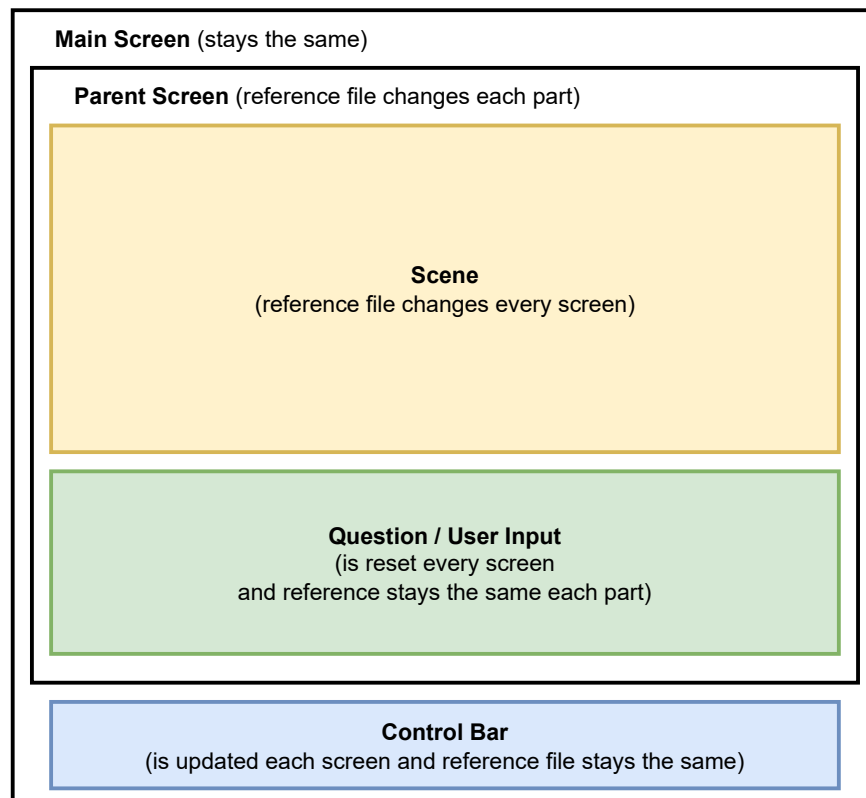 Main Screen (stays the same)
Parent Screen (reference file changes each part)
Scene
(reference file changes every screen)
Question / User Input
(is reset every screen
and reference stays the same each part)
Control Bar
(is updated each screen and reference file stays the same)